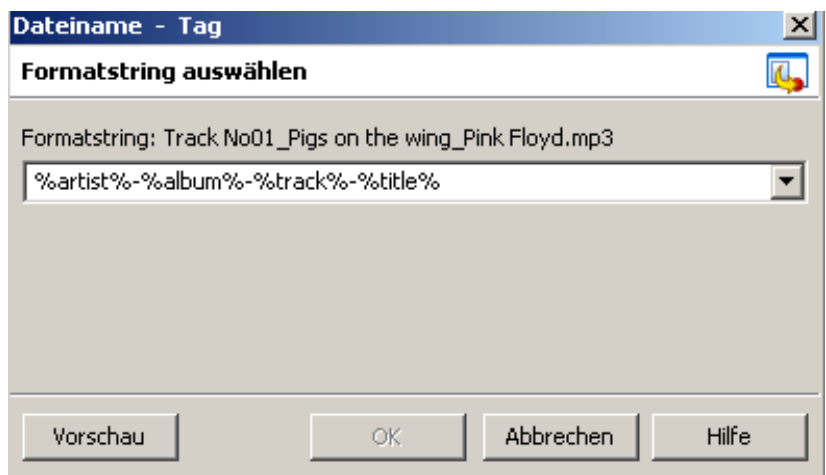 Dateiname - Tag
Formatstring auswählen
Formatstring: Track No01_Pigs on the wing_Pink Floyd.mp3
%artist%-%album%-%track%-%title%
Vorschau OK Abbrechen Hilfe